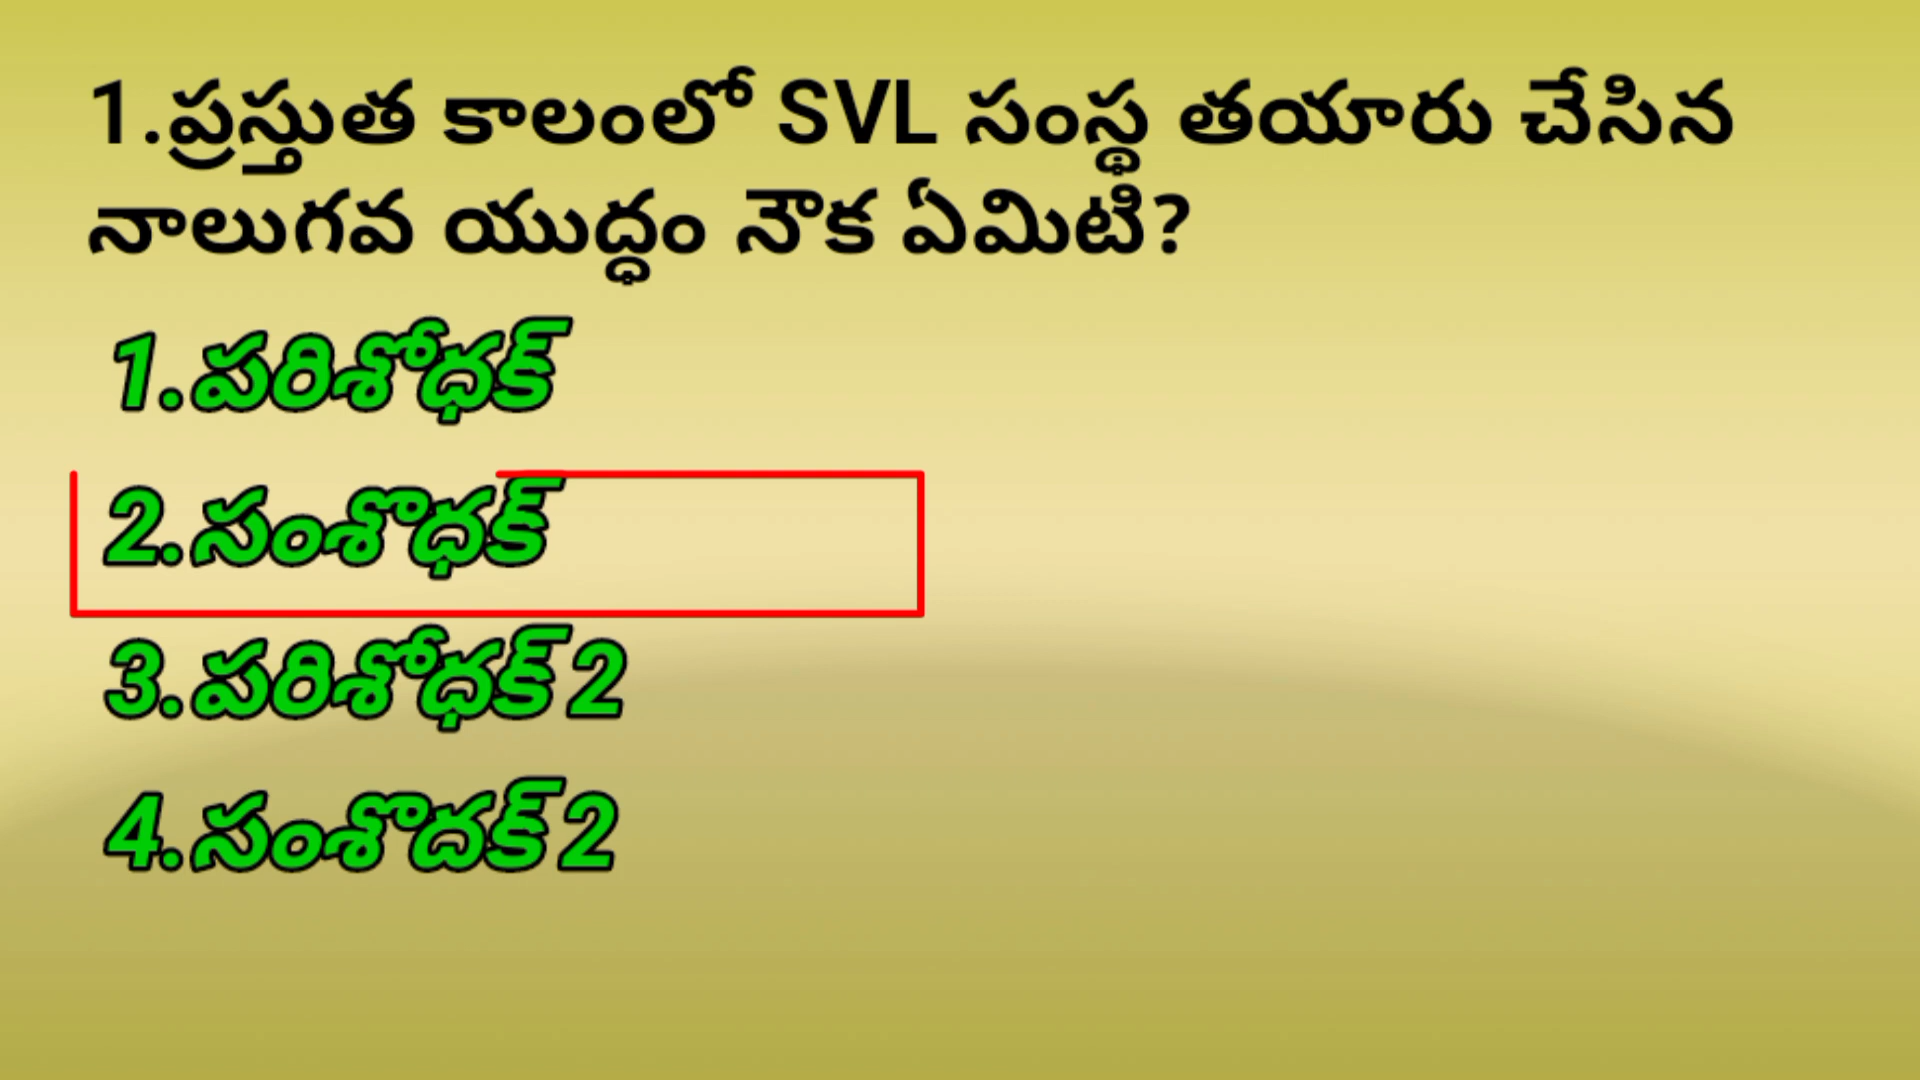 1.ప్రస్తుత కాలంలో SVL సంస్థ తయారు చేసిన
నాలుగవ యుద్ధం నౌక ఏమిటి?
1.పరిశోధక్
2.సంశొధక్
3.పరిశోధక్ 2
4.సంశొదక్ 2